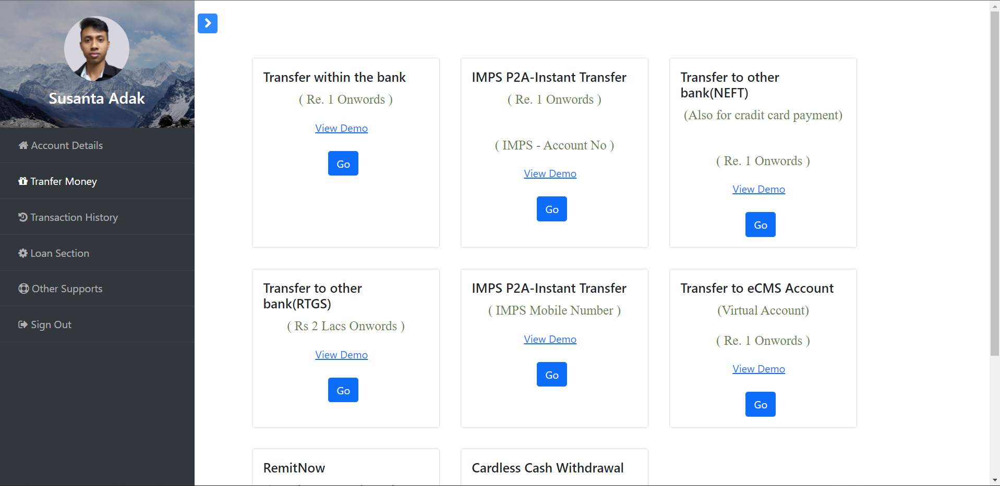 Susanta Adak
Account Details
Tranfer Money
Transaction History
Loan Section
Other Supports
Sign Out
Transfer within the bank
( Re. 1 Onwords )
View Demo
Go
IMPS P2A-Instant Transfer
( Re. 1 Onwords )
( IMPS - Account No )
View Demo
Go
Transfer to other
bank(NEFT)
(Also for cradit card payment)
( Re. 1 Onwords )
View Demo
Go
Transfer to other
bank(RTGS)
( Rs 2 Lacs Onwords )
View Demo
Go
IMPS P2A-Instant Transfer
( IMPS Mobile Number )
View Demo
Go
Transfer to eCMS Account
(Virtual Account)
( Re. 1 Onwords )
View Demo
Go
RemitNow
Cardless Cash Withdrawal